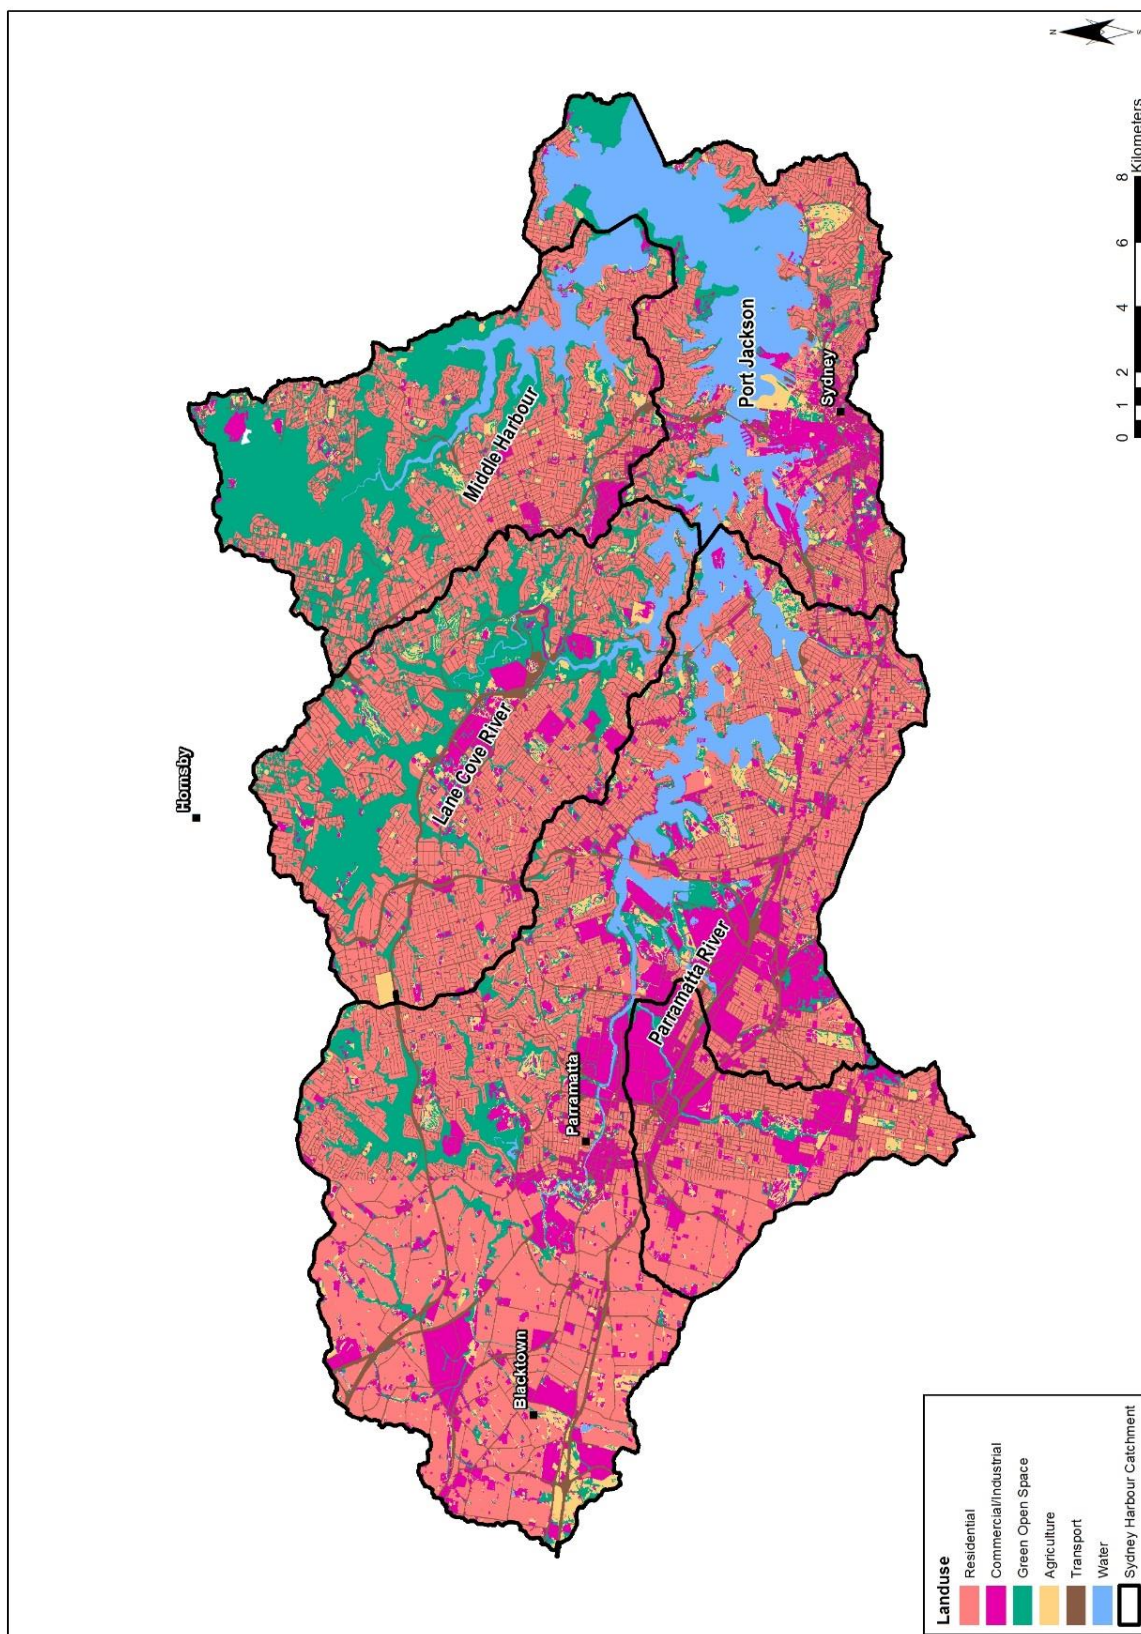 N
S
Hornsby
Middle Harbour
Lane Cove River
Port Jackson
Sydney
Parramatta River
Parramatta
Blacktown
0 1 2 4 6 8
Kilometers
Landuse
Residential
Commercial/Industrial
Green Open Space
Agriculture
Transport
Water
Sydney Harbour Catchment